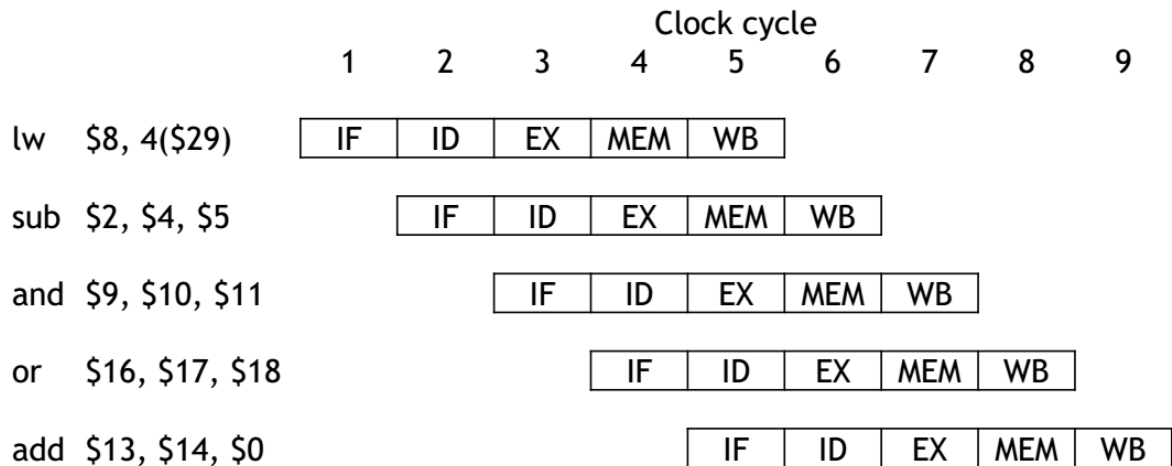 Clock cycle
1 2 3 4 5 6 7 8 9
lw $8, 4($29) IF ID EX MEM WB
sub $2, $4, $5 IF ID EX MEM WB
and $9, $10, $11 IF ID EX MEM WB
or $16, $17, $18 IF ID EX MEM WB
add $13, $14, $0 IF ID EX MEM WB